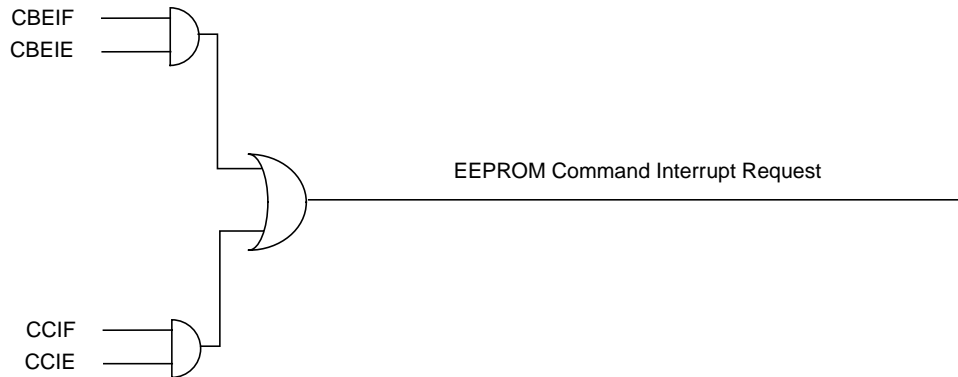 CBEIF
CBEIE
EEPROM Command Interrupt Request
CCIF
CCIE